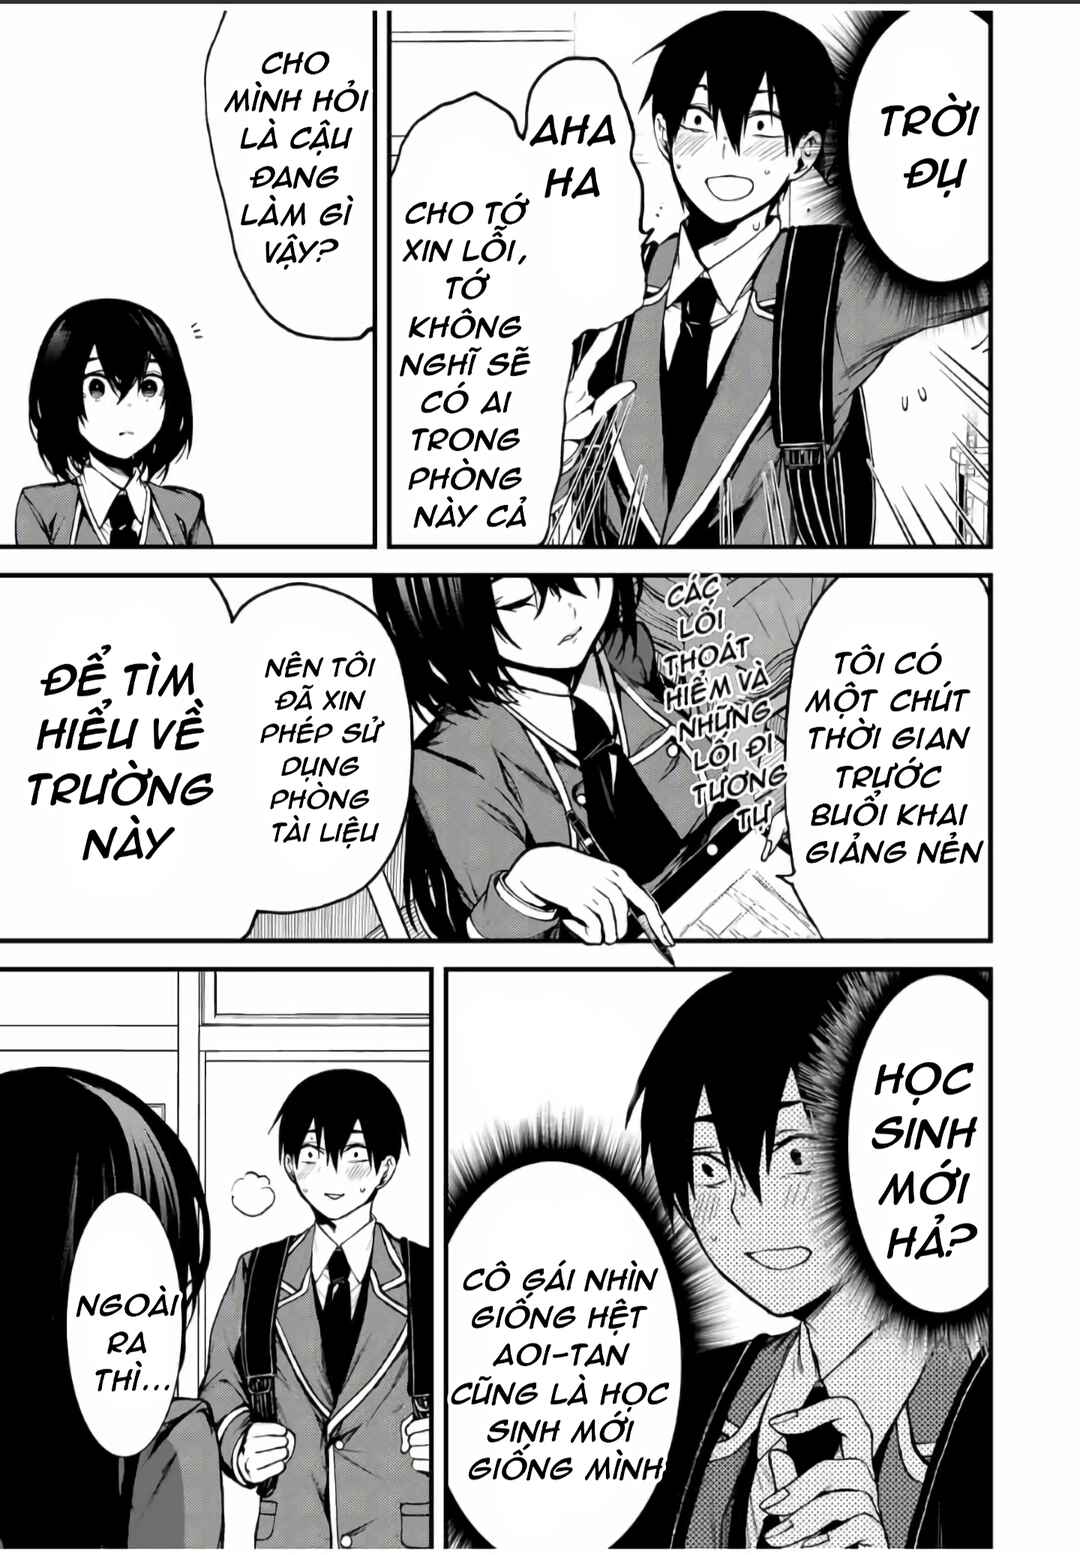 TRỜI
ĐỤ
AHA
HA
CHO TỚ
XIN LỖI,
TỚ
KHÔNG
NGHĨ SẼ
CÓ AI
TRONG
PHÒNG
NÀY CẢ
CHO
MÌNH HỎI
LÀ CẬU
ĐANG
LÀM GÌ
VẬY?
TÔI CÓ
MỘT CHÚT
THỜI GIAN
TRƯỚC
BUỔI KHAI
GIẢNG NẺN
CÁC
LỐI
THOÁT
HIỂM VÀ
NHỮNG
LỐI ĐI
TƯƠNG
TỰ
NÊN TÔI
ĐÃ XIN
PHÉP SỬ
DỤNG
PHÒNG
TÀI LIỆU
ĐỂ TÌM
HIỂU VỀ
TRƯỜNG
NÀY
HỌC
SINH
MỚI
HẢ?
CÔ GÁI NHÌN
GIỐNG HỆT
AOI-TAN
CŨNG LÀ HỌC
SINH MỚI
GIỐNG MÌNH
NGOÀI
RA
THÌ...